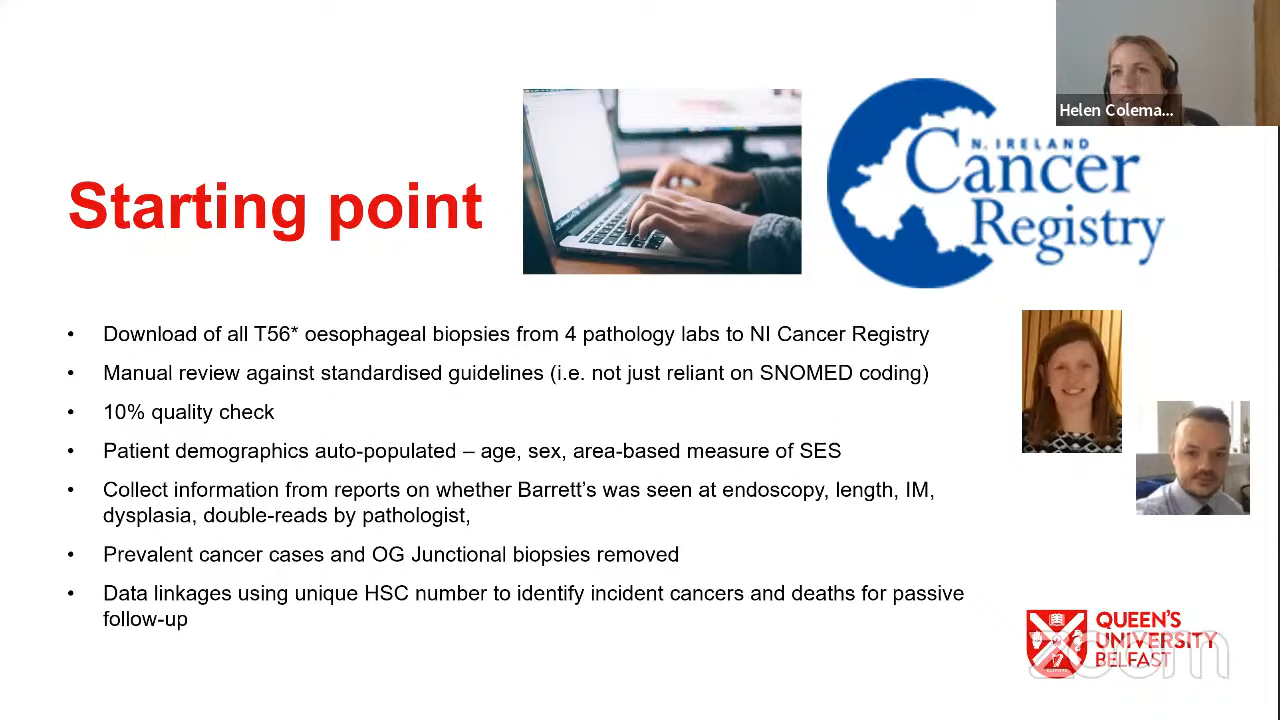 Helen Colema...
N. IRELAND
Cancer
Registry
Starting point
• Download of all T56* oesophageal biopsies from 4 pathology labs to NI Cancer Registry
• Manual review against standardised guidelines (i.e. not just reliant on SNOMED coding)
• 10% quality check
• Patient demographics auto-populated – age, sex, area-based measure of SES
• Collect information from reports on whether Barrett's was seen at endoscopy, length, IM,
dysplasia, double-reads by pathologist,
• Prevalent cancer cases and OG Junctional biopsies removed
• Data linkages using unique HSC number to identify incident cancers and deaths for passive
follow-up
QUEEN'S
UNIVERSITY
BELFAST
zoom